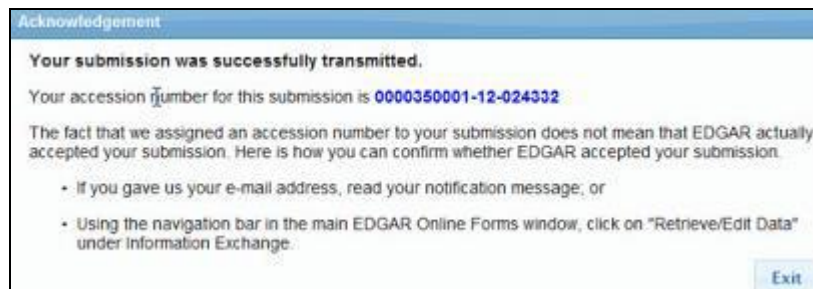 Acknowledgement
Your submission was successfully transmitted.
Your accession number for this submission is 0000350001-12-024332
The fact that we assigned an accession number to your submission does not mean that EDGAR actually
accepted your submission. Here is how you can confirm whether EDGAR accepted your submission.
• If you gave us your e-mail address, read your notification message; or
• Using the navigation bar in the main EDGAR Online Forms window, click on "Retrieve/Edit Data"
under Information Exchange.
Exit